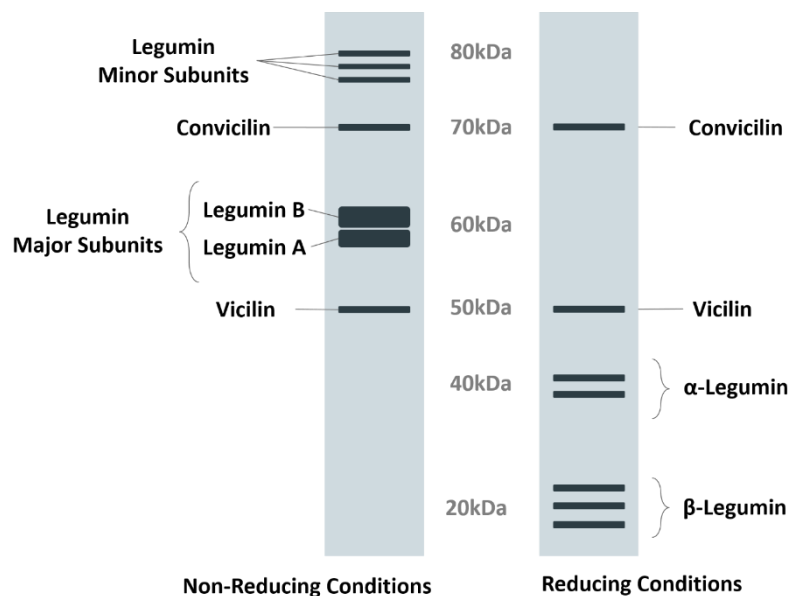 Legumin
Minor Subunits
80kDa
Convicilin
70kDa
Convicilin
Legumin
Major Subunits
Legumin B
Legumin A
60kDa
Vicilin
50kDa
Vicilin
40kDa
α-Legumin
20kDa
β-Legumin
Non-Reducing Conditions
Reducing Conditions